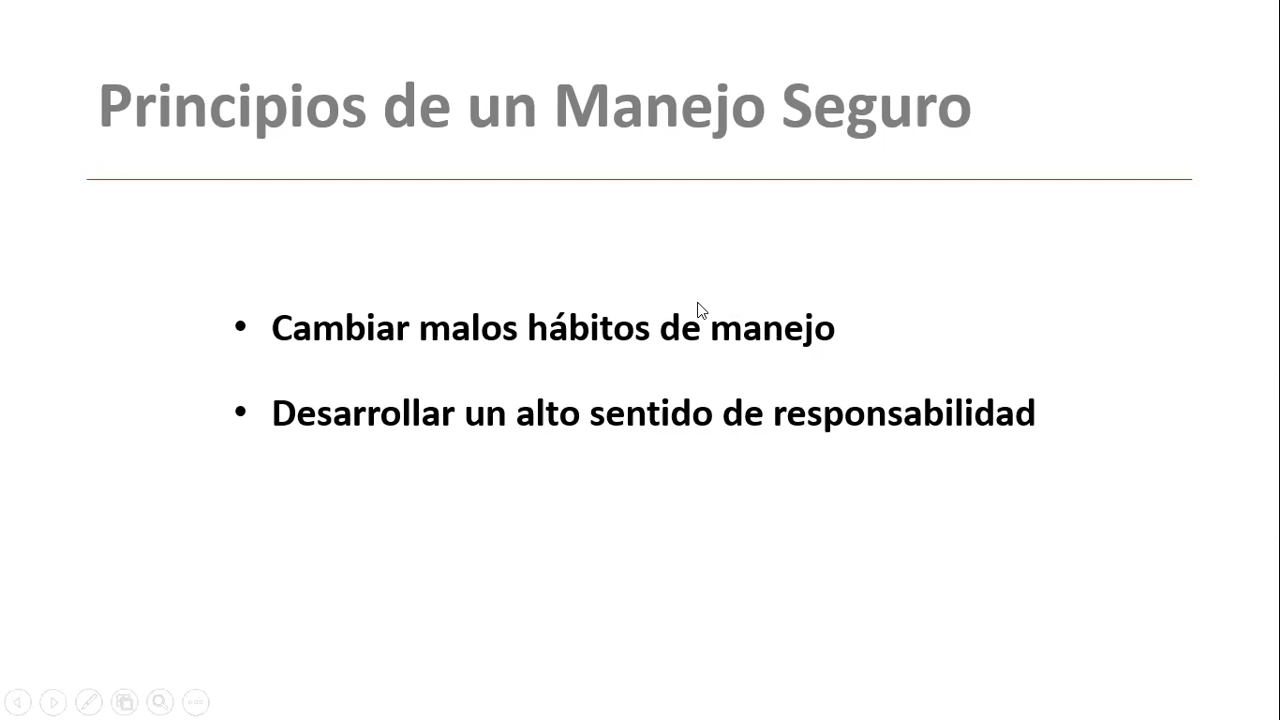 Principios de un Manejo Seguro
• Cambiar malos hábitos de manejo
• Desarrollar un alto sentido de responsabilidad